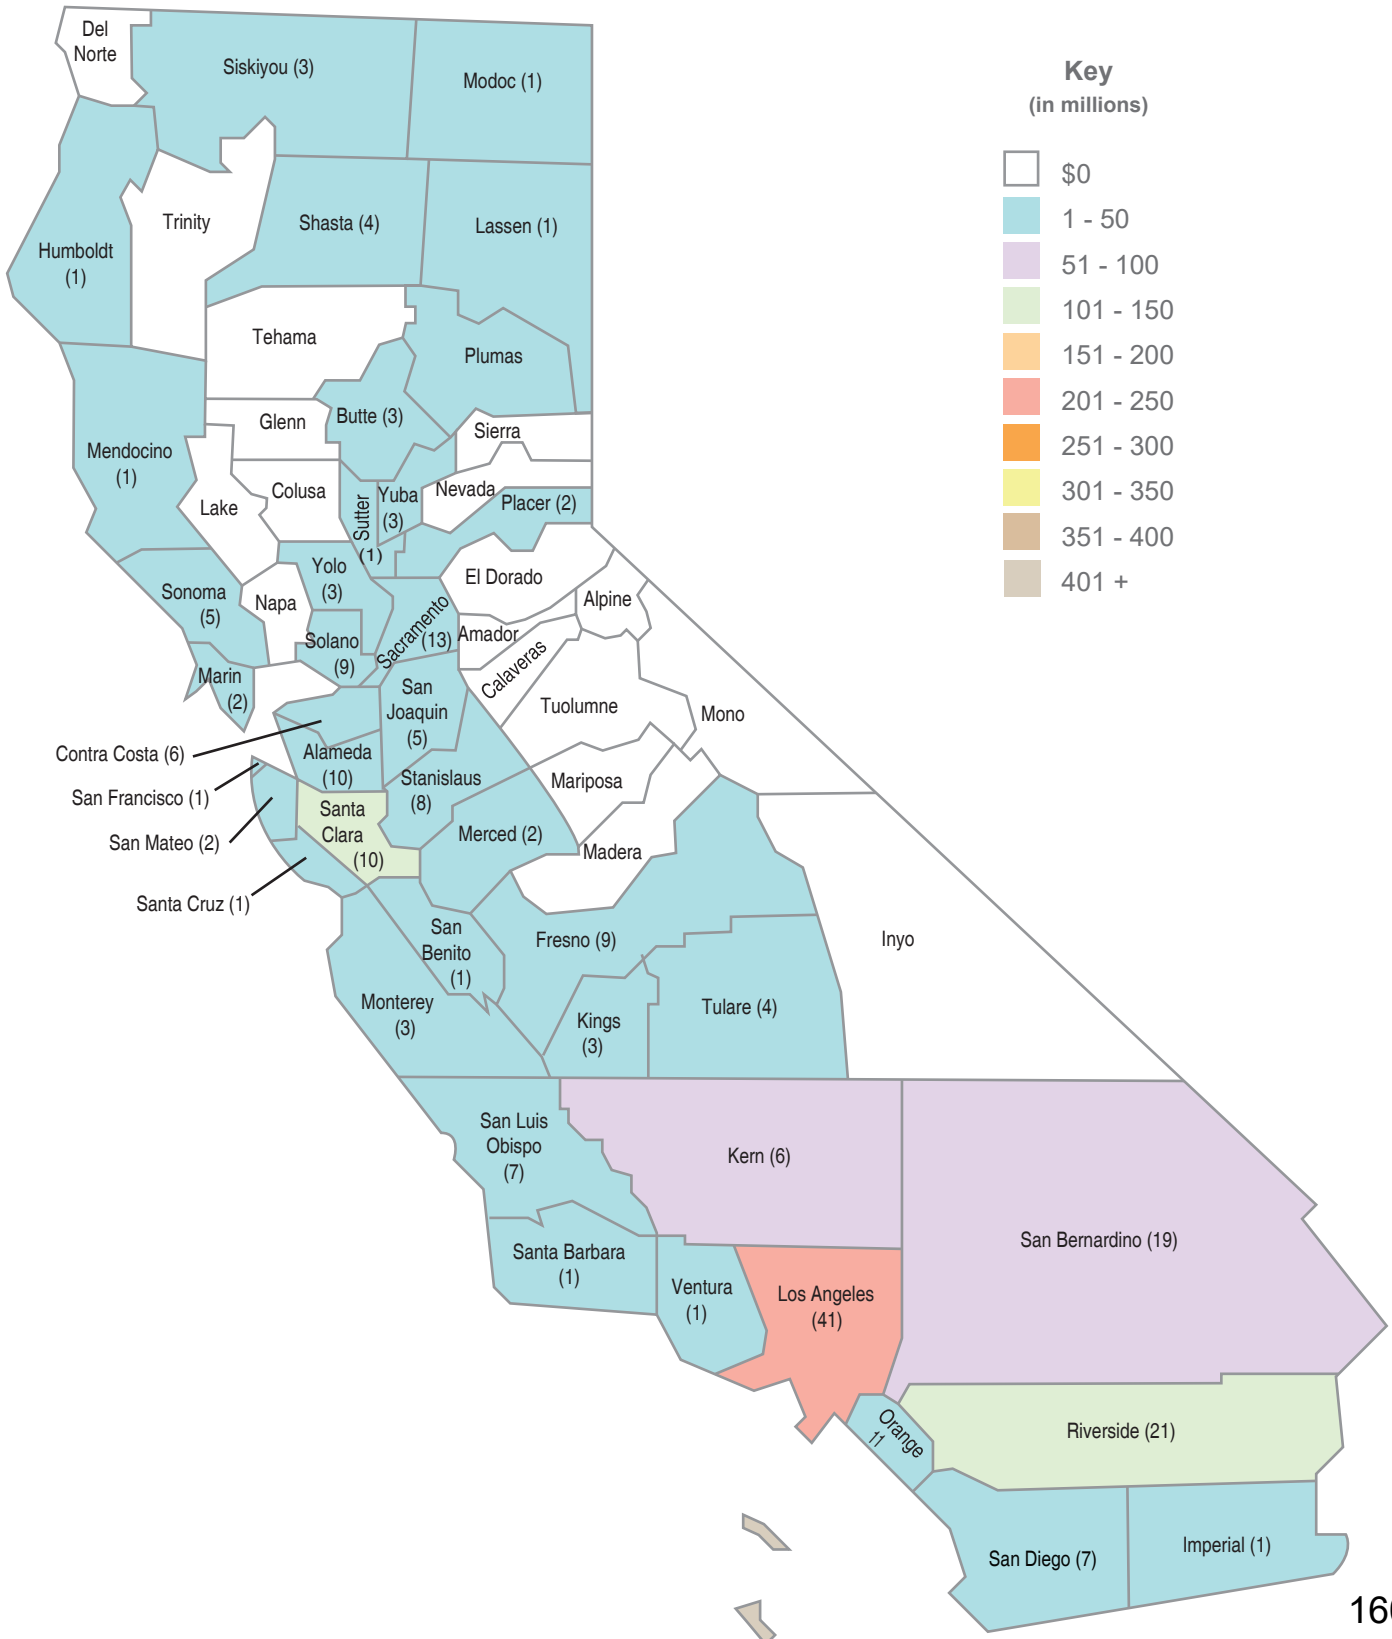 Del
Norte
Siskiyou (3)
Modoc (1)
Key
(in millions)
$0
1 - 50
51 - 100
101 - 150
151 - 200
201 - 250
251 - 300
301 - 350
351 - 400
401 +
Humboldt
(1)
Trinity
Shasta (4)
Lassen (1)
Tehama
Plumas
Glenn
Butte (3)
Sierra
Mendocino
(1)
Lake
Colusa
Sutter
(1)
Yuba
(3)
Nevada
Placer (2)
Sonoma
(5)
Napa
Yolo
(3)
El Dorado
Alpine
Solano
(9)
Sacramento
(13)
Amador
Calaveras
Marin
(2)
San
Joaquin
(5)
Tuolumne
Mono
Contra Costa (6)
Alameda
(10)
Stanislaus
(8)
Mariposa
San Francisco (1)
San Mateo (2)
Santa
Clara
(10)
Merced (2)
Madera
Santa Cruz (1)
San
Benito
(1)
Fresno (9)
Inyo
Monterey
(3)
Kings
(3)
Tulare (4)
San Luis
Obispo
(7)
Kern (6)
San Bernardino (19)
Santa Barbara
(1)
Ventura
(1)
Los Angeles
(41)
Orange
11
Riverside (21)
San Diego (7)
Imperial (1)